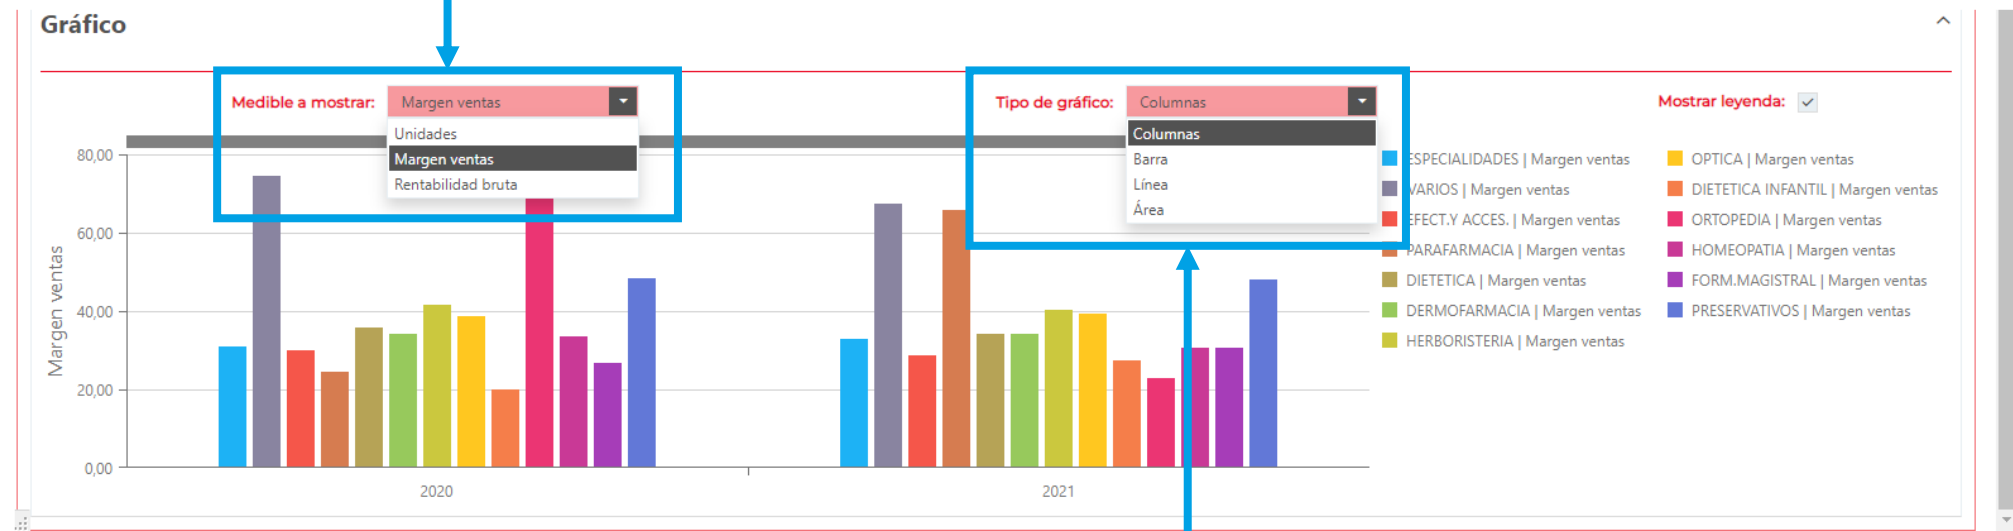 Gráfico
Medible a mostrar: Margen ventas
Unidades
Margen ventas
Rentabilidad bruta
Tipo de gráfico: Columnas
Columnas
Barra
Línea
Área
Mostrar leyenda:
Margen ventas
80,00
60,00
40,00
20,00
0,00
2020
2021
ESPECIALIDADES | Margen ventas
VARIOS | Margen ventas
EFECT.Y ACCES. | Margen ventas
PARAFARMACIA | Margen ventas
DIETETICA | Margen ventas
DERMOFARMACIA | Margen ventas
HERBORISTERIA | Margen ventas
OPTICA | Margen ventas
DIETETICA INFANTIL | Margen ventas
ORTOPEDIA | Margen ventas
HOMEOPATIA | Margen ventas
FORM.MAGISTRAL | Margen ventas
PRESERVATIVOS | Margen ventas